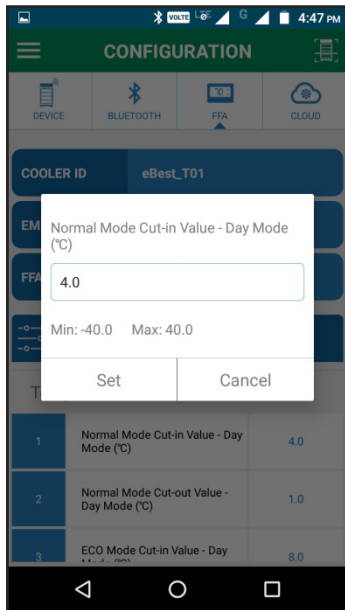 VOLTE LTE G 4:47 PM
CONFIGURATION
DEVICE BLUETOOTH FFA CLOUD
COOLER ID eBest_T01
EM
FFA
Normal Mode Cut-in Value - Day Mode
(°C)
4.0
Min: -40.0 Max: 40.0
Set Cancel
T
1 Normal Mode Cut-in Value - Day 4.0
Mode (°C)
2 Normal Mode Cut-out Value - 1.0
Day Mode (°C)
3 ECO Mode Cut-in Value - Day 8.0